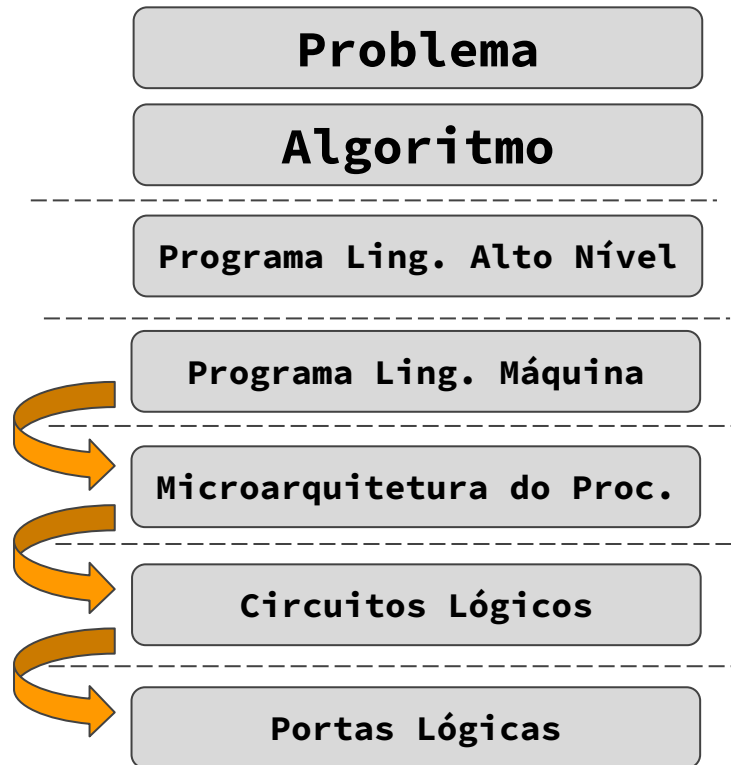 Problema
Algoritmo
Programa Ling. Alto Nível
Programa Ling. Máquina
Microarquitetura do Proc.
Circuitos Lógicos
Portas Lógicas